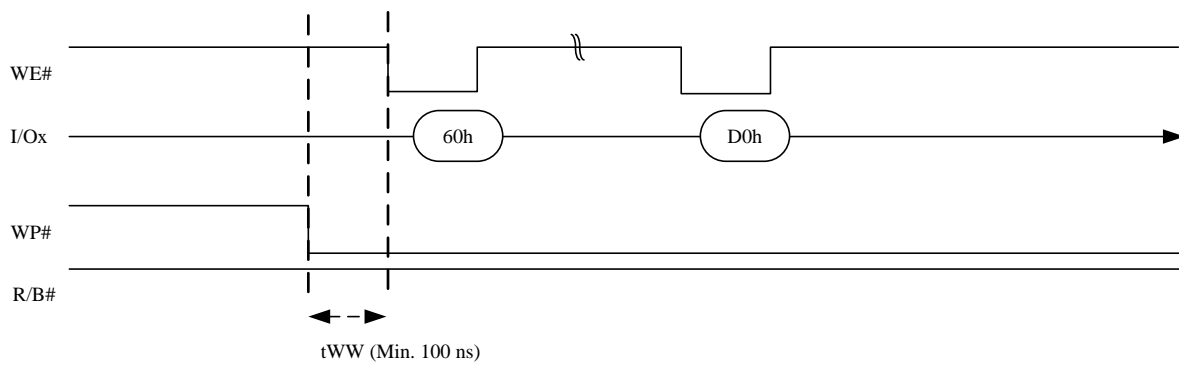 WE#
I/Ox
60h
D0h
WP#
R/B#
tWW (Min. 100 ns)